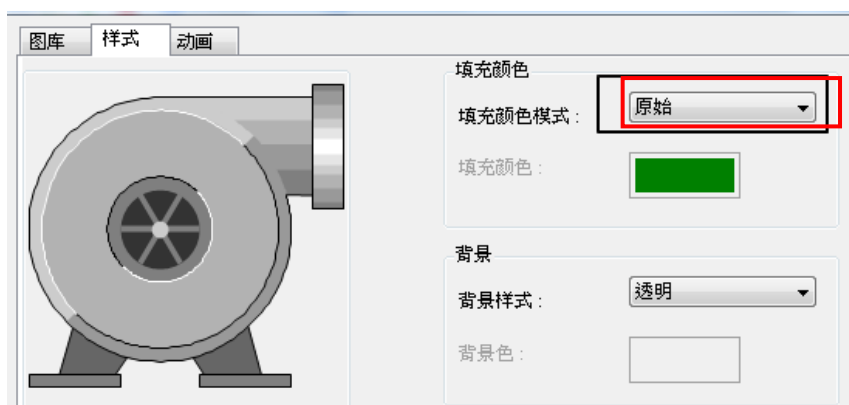 图库 样式 动画
填充颜色
填充颜色模式： 原始
填充颜色：
背景
背景样式： 透明
背景色：